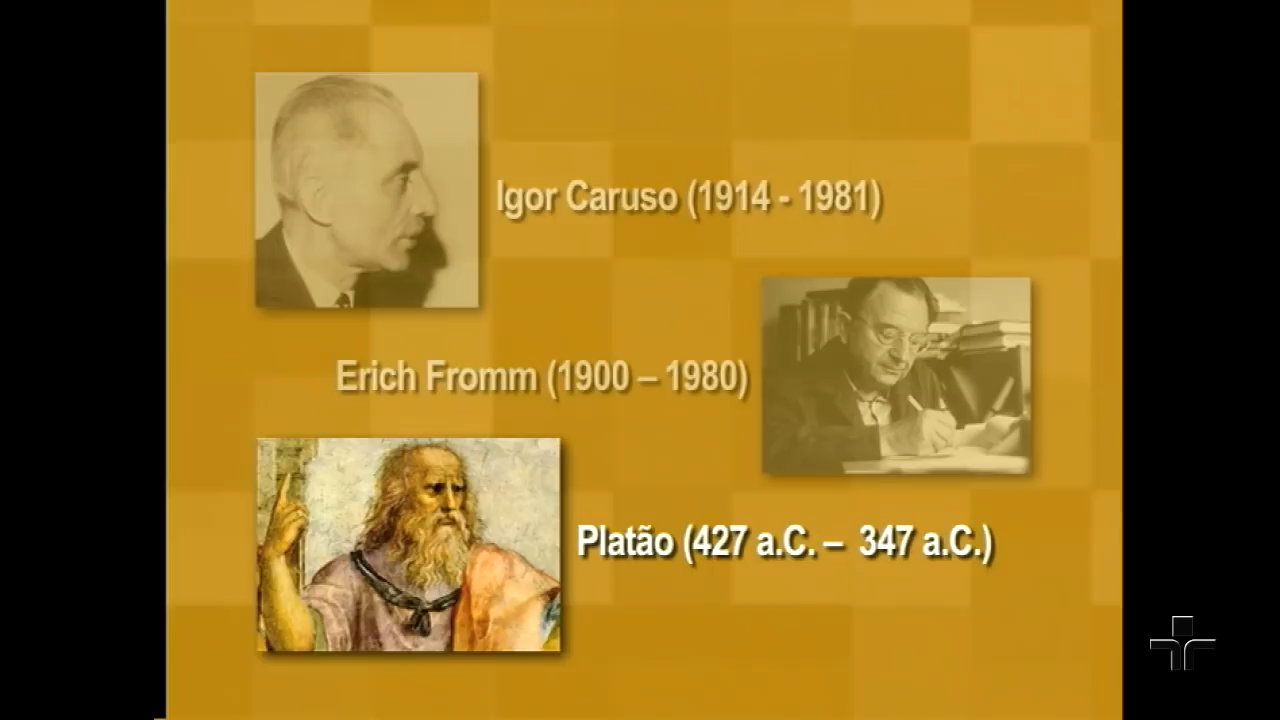 Igor Caruso (1914 - 1981)
Erich Fromm (1900 – 1980)
Platão (427 a.C. – 347 a.C.)